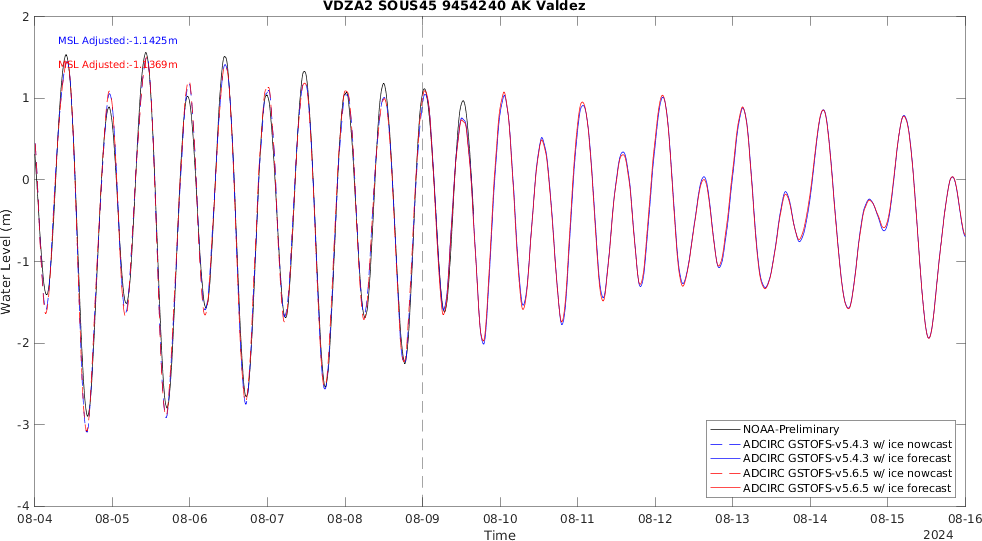 VDZA2 SOUS45 9454240 AK Valdez
MSL Adjusted:-1.1425m
MSL Adjusted:-1.1369m
Water Level (m)
2
1
0
-1
-2
-3
-4
NOAA-Preliminary
ADCIRC GSTOFS-v5.4.3 w/ ice nowcast
ADCIRC GSTOFS-v5.4.3 w/ ice forecast
ADCIRC GSTOFS-v5.6.5 w/ ice nowcast
ADCIRC GSTOFS-v5.6.5 w/ ice forecast
08-04 08-05 08-06 08-07 08-08 08-09 08-10 08-11 08-12 08-13 08-14 08-15 08-16
Time
2024